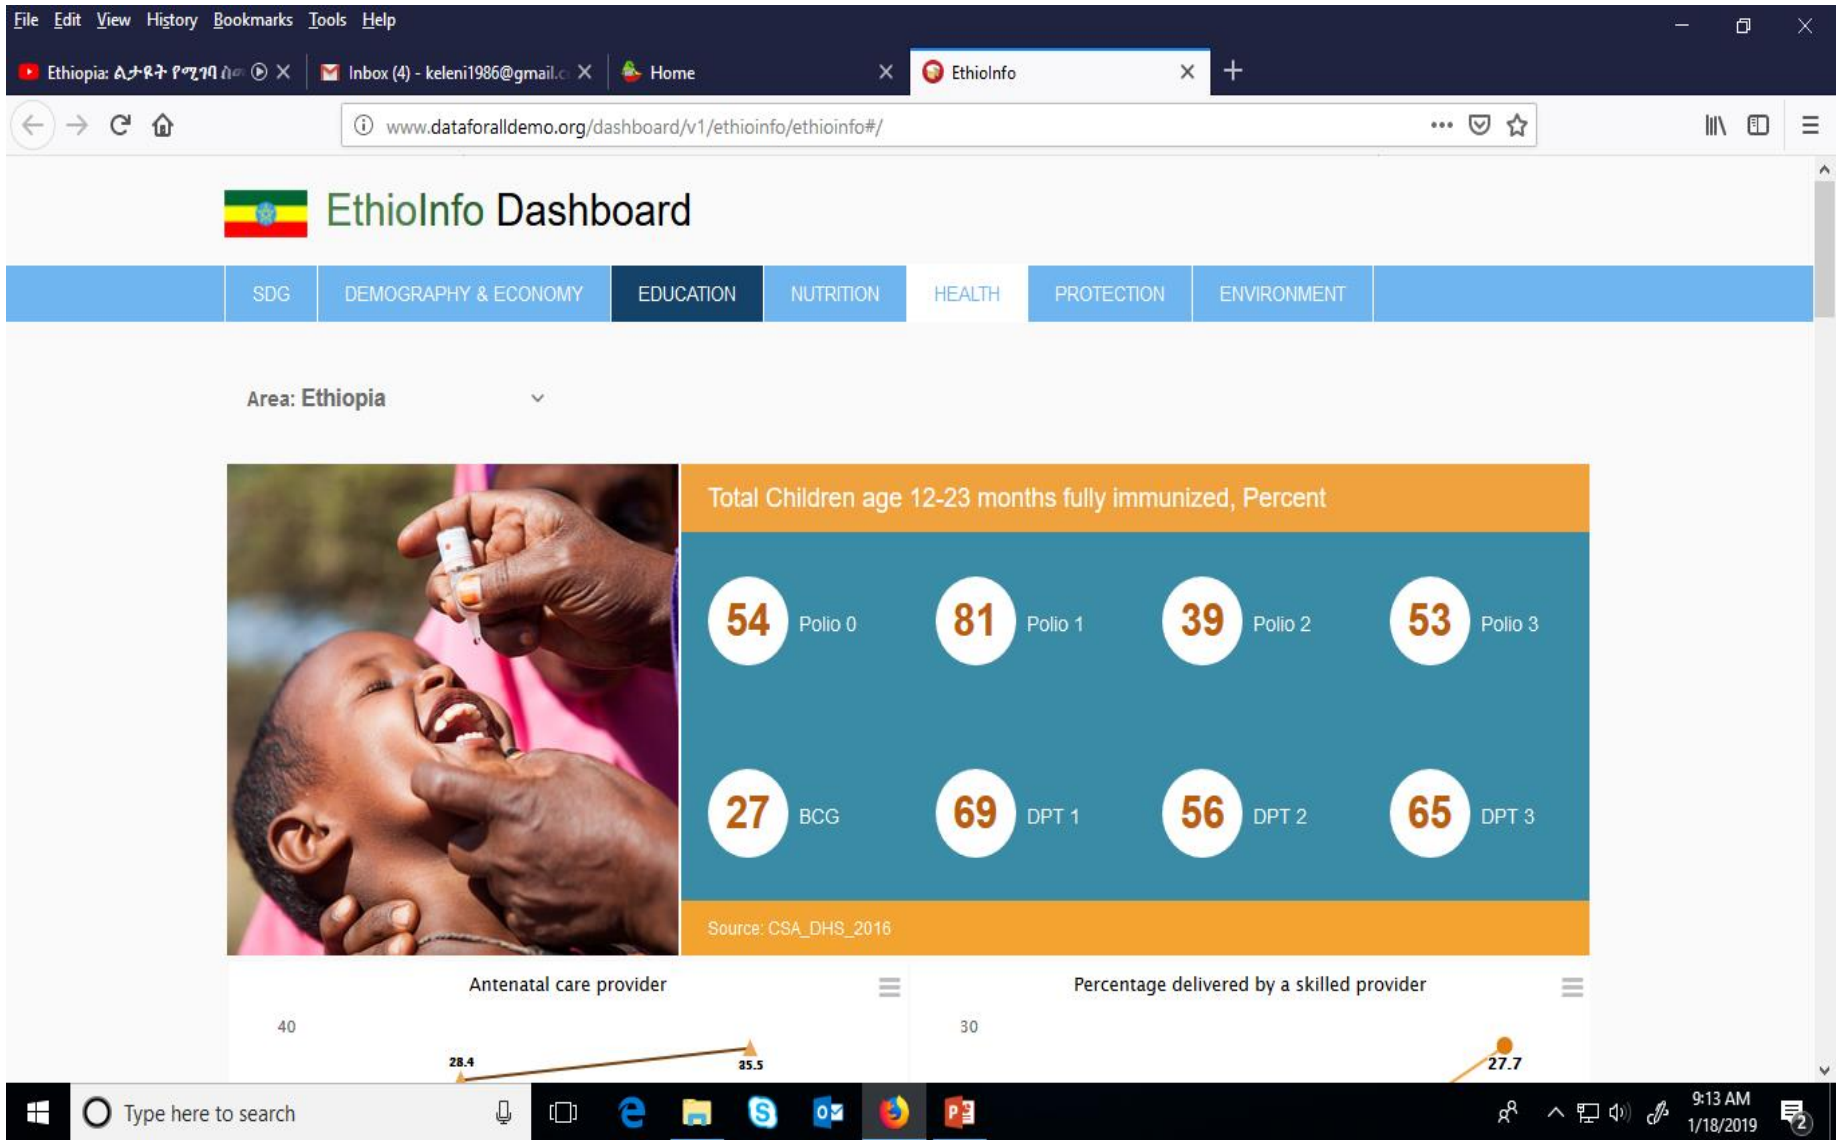 File Edit View History Bookmarks Tools Help
Ethiopia: ልታዩት የሚገባ Inbox (4) - keleni1986@gmail.c Home EthioInfo
www.dataforalldemo.org/dashboard/v1/ethioinfo/ethioinfo#/
EthioInfo Dashboard
SDG DEMOGRAPHY & ECONOMY EDUCATION NUTRITION HEALTH PROTECTION ENVIRONMENT
Area: Ethiopia
Total Children age 12-23 months fully immunized, Percent
54 Polio 0 81 Polio 1 39 Polio 2 53 Polio 3
27 BCG 69 DPT 1 56 DPT 2 65 DPT 3
Source: CSA_DHS_2016
Antenatal care provider Percentage delivered by a skilled provider
40 30
28.4 35.5 27.7
Type here to search
9:13 AM
1/18/2019
2